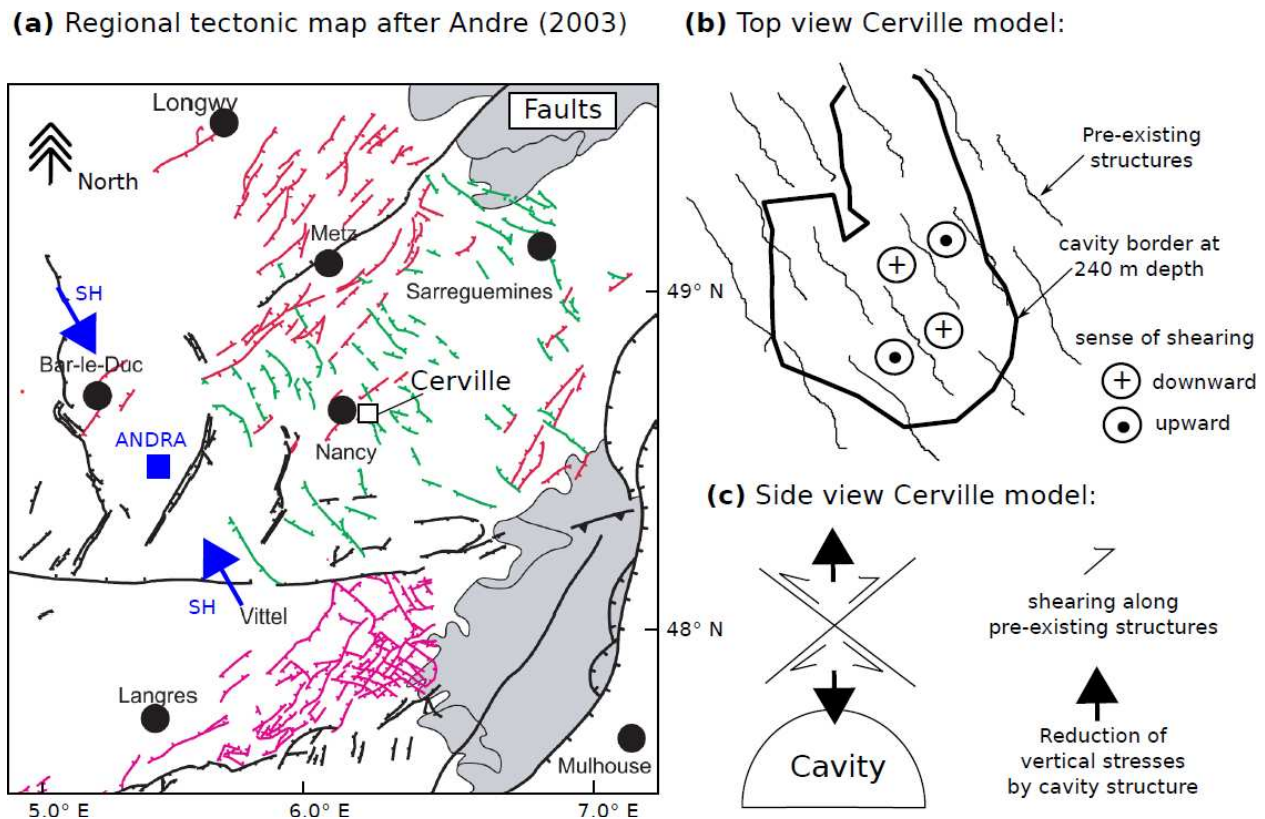 (a) Regional tectonic map after Andre (2003)
Longwy
Faults
North
Metz
Sarreguemines
SH
Bar-le-Duc
Cerville
ANDRA
Nancy
SH
Vittel
Langres
Mulhouse
49° N
48° N
5.0° E
6.0° E
7.0° E
(b) Top view Cerville model:
Pre-existing
structures
cavity border at
240 m depth
sense of shearing
+ downward
upward
+
+
(c) Side view Cerville model:
shearing along
pre-existing structures
Cavity
Reduction of
vertical stresses
by cavity structure